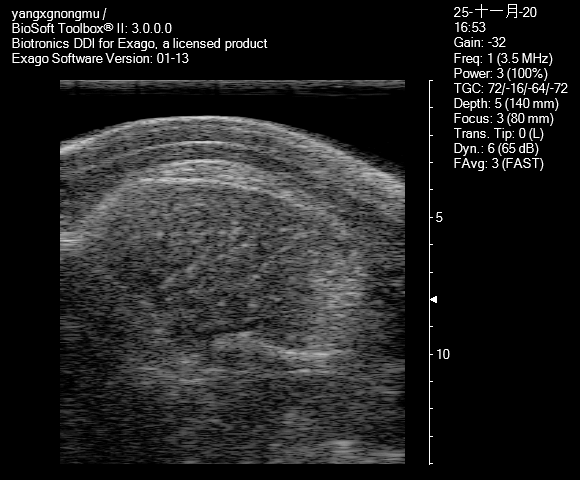 yangxgnongmu /
BioSoft Toolbox® II: 3.0.0.0
Biotronics DDI for Exago, a licensed product
Exago Software Version: 01-13
25-十一月-20
16:53
Gain: -32
Freq: 1 (3.5 MHz)
Power: 3 (100%)
TGC: 72/-16/-64/-72
Depth: 5 (140 mm)
Focus: 3 (80 mm)
Trans. Tip: 0 (L)
Dyn.: 6 (65 dB)
FAvg: 3 (FAST)
5
10